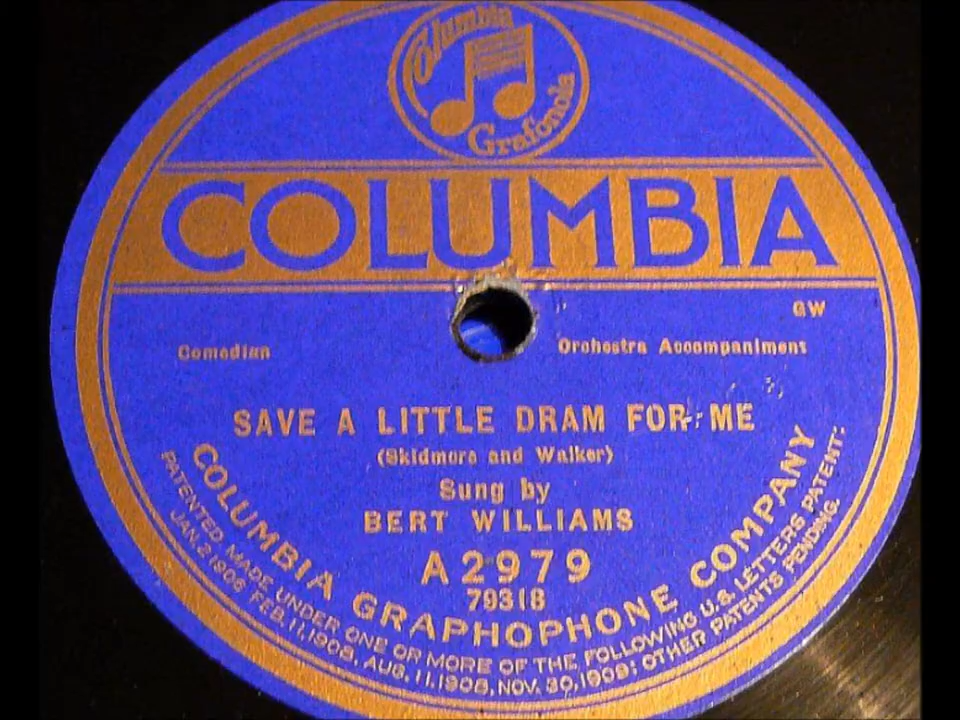 Columbia
Grafonola
COLUMBIA
GW
Comedian
Orchestra Accompaniment
SAVE A LITTLE DRAM FOR ME
(Skidmore and Walker)
Sung by
BERT WILLIAMS
A2979
79318
COLUMBIA GRAPHOPHONE COMPANY
PATENTED. MADE UNDER ONE OR MORE OF THE FOLLOWING U.S. LETTERS PATENT:
JAN. 21906 FEB. 11, 1908, AUG. 11. 1908, NOV. 30, 1909; OTHER PATENTS PENDING.